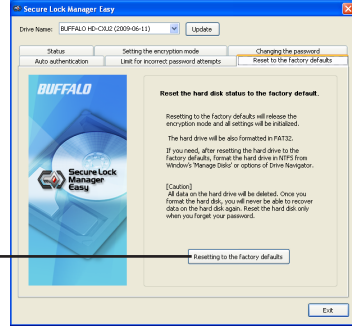 Secure Lock Manager Easy
Drive Name: BUFFALO HD-CXU2 (2009-06-11) Update
Status Setting the encryption mode Changing the password
Auto authentication Limit for incorrect password attempts Reset to the factory defaults
BUFFALO
Secure Lock
Manager
Easy
Reset the hard disk status to the factory default.
Resetting to the factory defaults will release the
encryption mode and all settings will be initialized.
The hard drive will be also formatted in FAT32.
If you need, after resetting the hard drive to the
factory defaults, format the hard drive in NTFS from
Window's 'Manage Disks' or options of Drive Navigator.
[Caution]
All data on the hard drive will be deleted. Once you
format the hard disk, you will never be able to recover
data on the hard disk again. Reset the hard disk only
when you forget your password.
Resetting to the factory defaults
Exit